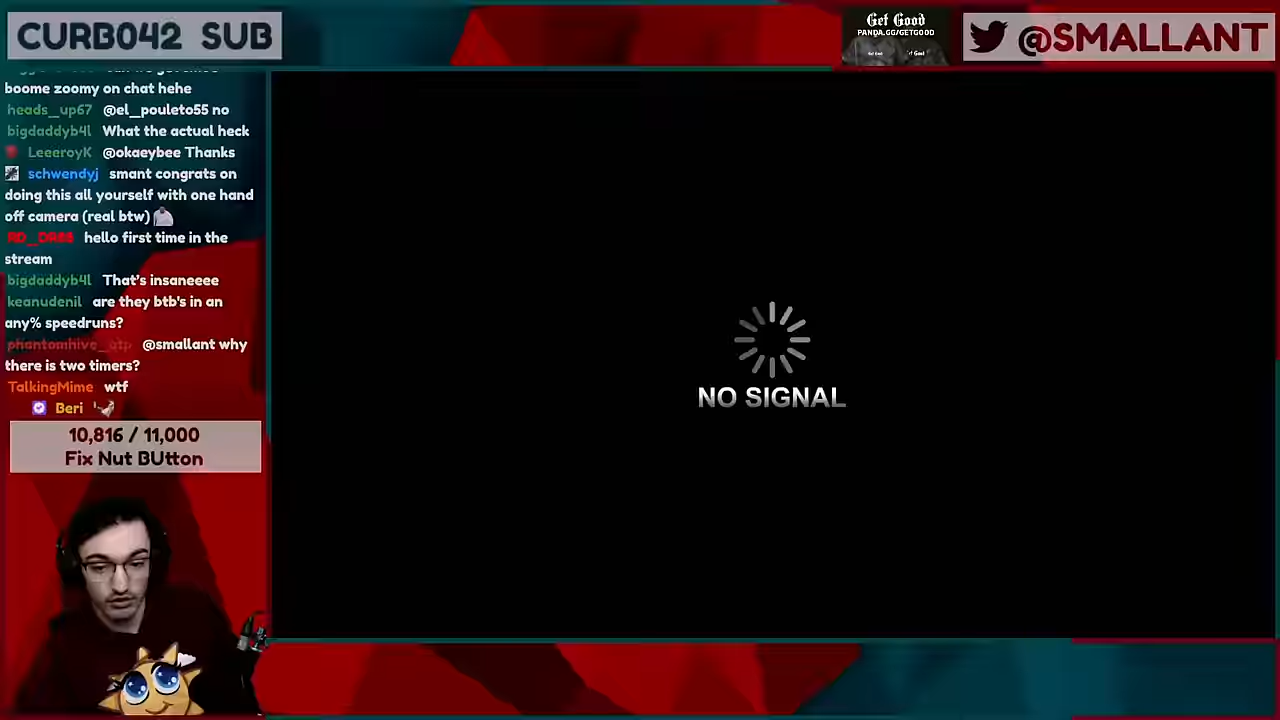 CURB042 SUB
Get Good
PANDA.GG/GETGOOD
@SMALLANT
boome zoomy on chat hehe
heads_up67 @el_pouleto55 no
bigdaddyb4l What the actual heck
LeeeroyK @okaeybee Thanks
schwendyj smant congrats on
doing this all yourself with one hand
off camera (real btw)
hello first time in the
stream
bigdaddyb4l That's insaneeee
keanudenil are they btb's in an
any% speedruns?
@smallant why
there is two timers?
TalkingMime wtf
Beri
10,816 / 11,000
Fix Nut BUtton
NO SIGNAL